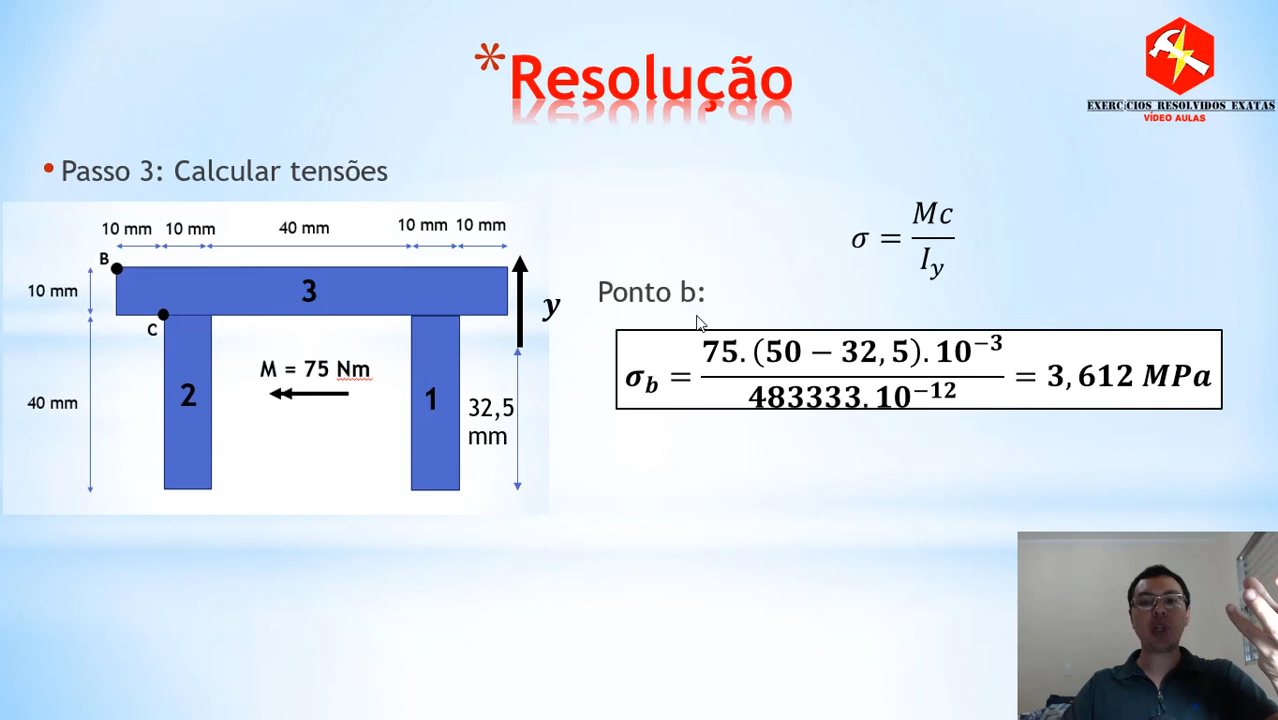 *Resolução
EXERCÍCIOS RESOLVIDOS EXATAS
VÍDEO AULAS
• Passo 3: Calcular tensões
10 mm 10 mm 40 mm 10 mm 10 mm
B
10 mm
3
y
C
M = 75 Nm
40 mm
2
1
32,5
mm
σ = Mc / I_y
Ponto b:
σ_b = 75.(50 − 32,5).10^−3 / 483333.10^−12 = 3,612 MPa